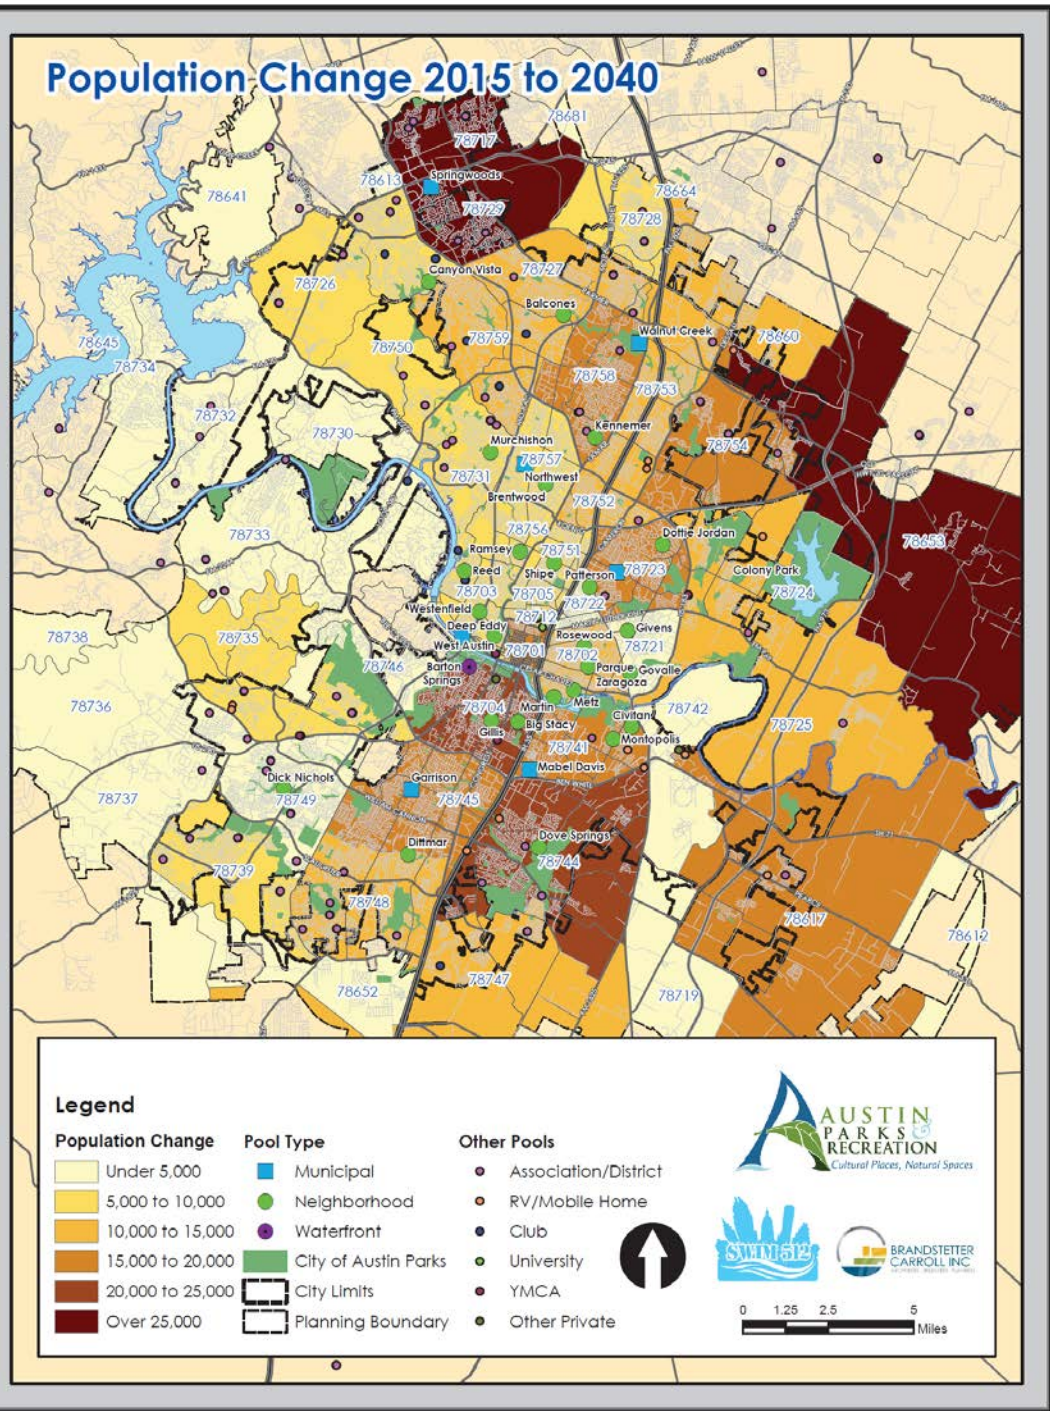 Population Change 2015 to 2040
78681
78717
78613
Springwoods
78641
78664
78729
78728
Canyon Vista
78727
78726
Balcones
Walnut Creek
78660
78645
78759
78750
78734
78758
78753
78732
78730
Kennemer
78754
Murchishon
78757
78731
Northwest
Brentwood
78752
78733
78756
Dottie Jordan
78653
Ramsey
78751
Reed
Shipe
Patterson
78723
Colony Park
78724
78703
78705
78722
Westenfield
78712
Deep Eddy
Rosewood
Givens
78738
78735
West Austin
78701
78702
78721
78746
Barton
Springs
Parque
Zaragoza
Govalle
78736
78704
Martin
Metz
78742
Civitan
78725
Gillis
Big Stacy
Montopolis
78741
Mabel Davis
Dick Nichols
Garrison
78737
78749
78745
Dittmar
Dove Springs
78744
78739
78748
78617
78612
78747
78652
78719
Legend
Population Change
Under 5,000
5,000 to 10,000
10,000 to 15,000
15,000 to 20,000
20,000 to 25,000
Over 25,000
Pool Type
Municipal
Neighborhood
Waterfront
City of Austin Parks
City Limits
Planning Boundary
Other Pools
Association/District
RV/Mobile Home
Club
University
YMCA
Other Private
AUSTIN
PARKS &
RECREATION
Cultural Places, Natural Spaces
SWIM 512
BRANDSTETTER
CARROLL INC
0 1.25 2.5 5
Miles